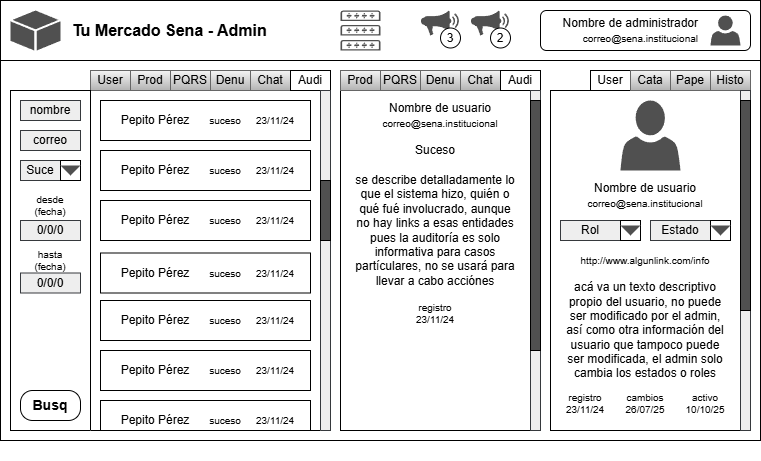 Tu Mercado Sena - Admin
3
2
Nombre de administrador
correo@sena.institucional
User Prod PQRS Denu Chat Audi
nombre
correo
Suce
desde
(fecha)
0/0/0
hasta
(fecha)
0/0/0
Busq
Pepito Pérez suceso 23/11/24
Pepito Pérez suceso 23/11/24
Pepito Pérez suceso 23/11/24
Pepito Pérez suceso 23/11/24
Pepito Pérez suceso 23/11/24
Pepito Pérez suceso 23/11/24
Pepito Pérez suceso 23/11/24
Prod PQRS Denu Chat Audi
Nombre de usuario
correo@sena.institucional
Suceso
se describe detalladamente lo
que el sistema hizo, quién o
qué fué involucrado, aunque
no hay links a esas entidades
pues la auditoría es solo
informativa para casos
partículares, no se usará para
llevar a cabo acciónes
registro
23/11/24
User Cata Pape Histo
Nombre de usuario
correo@sena.institucional
Rol Estado
http://www.algunlink.com/info
acá va un texto descriptivo
propio del usuario, no puede
ser modificado por el admin,
así como otra información del
usuario que tampoco puede
ser modificada, el admin solo
cambia los estados o roles
registro cambios activo
23/11/24 26/07/25 10/10/25